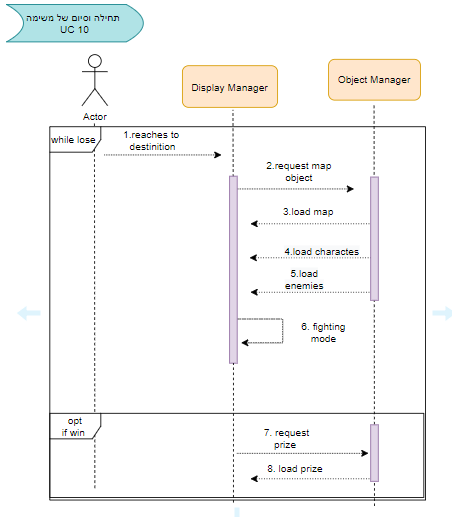 תחילה וסיום של משימה
UC 10
Actor
Display Manager
Object Manager
while lose
1.reaches to
destinition
2.request map
object
3.load map
4.load charactes
5.load
enemies
6. fighting
mode
opt
if win
7. request
prize
8. load prize